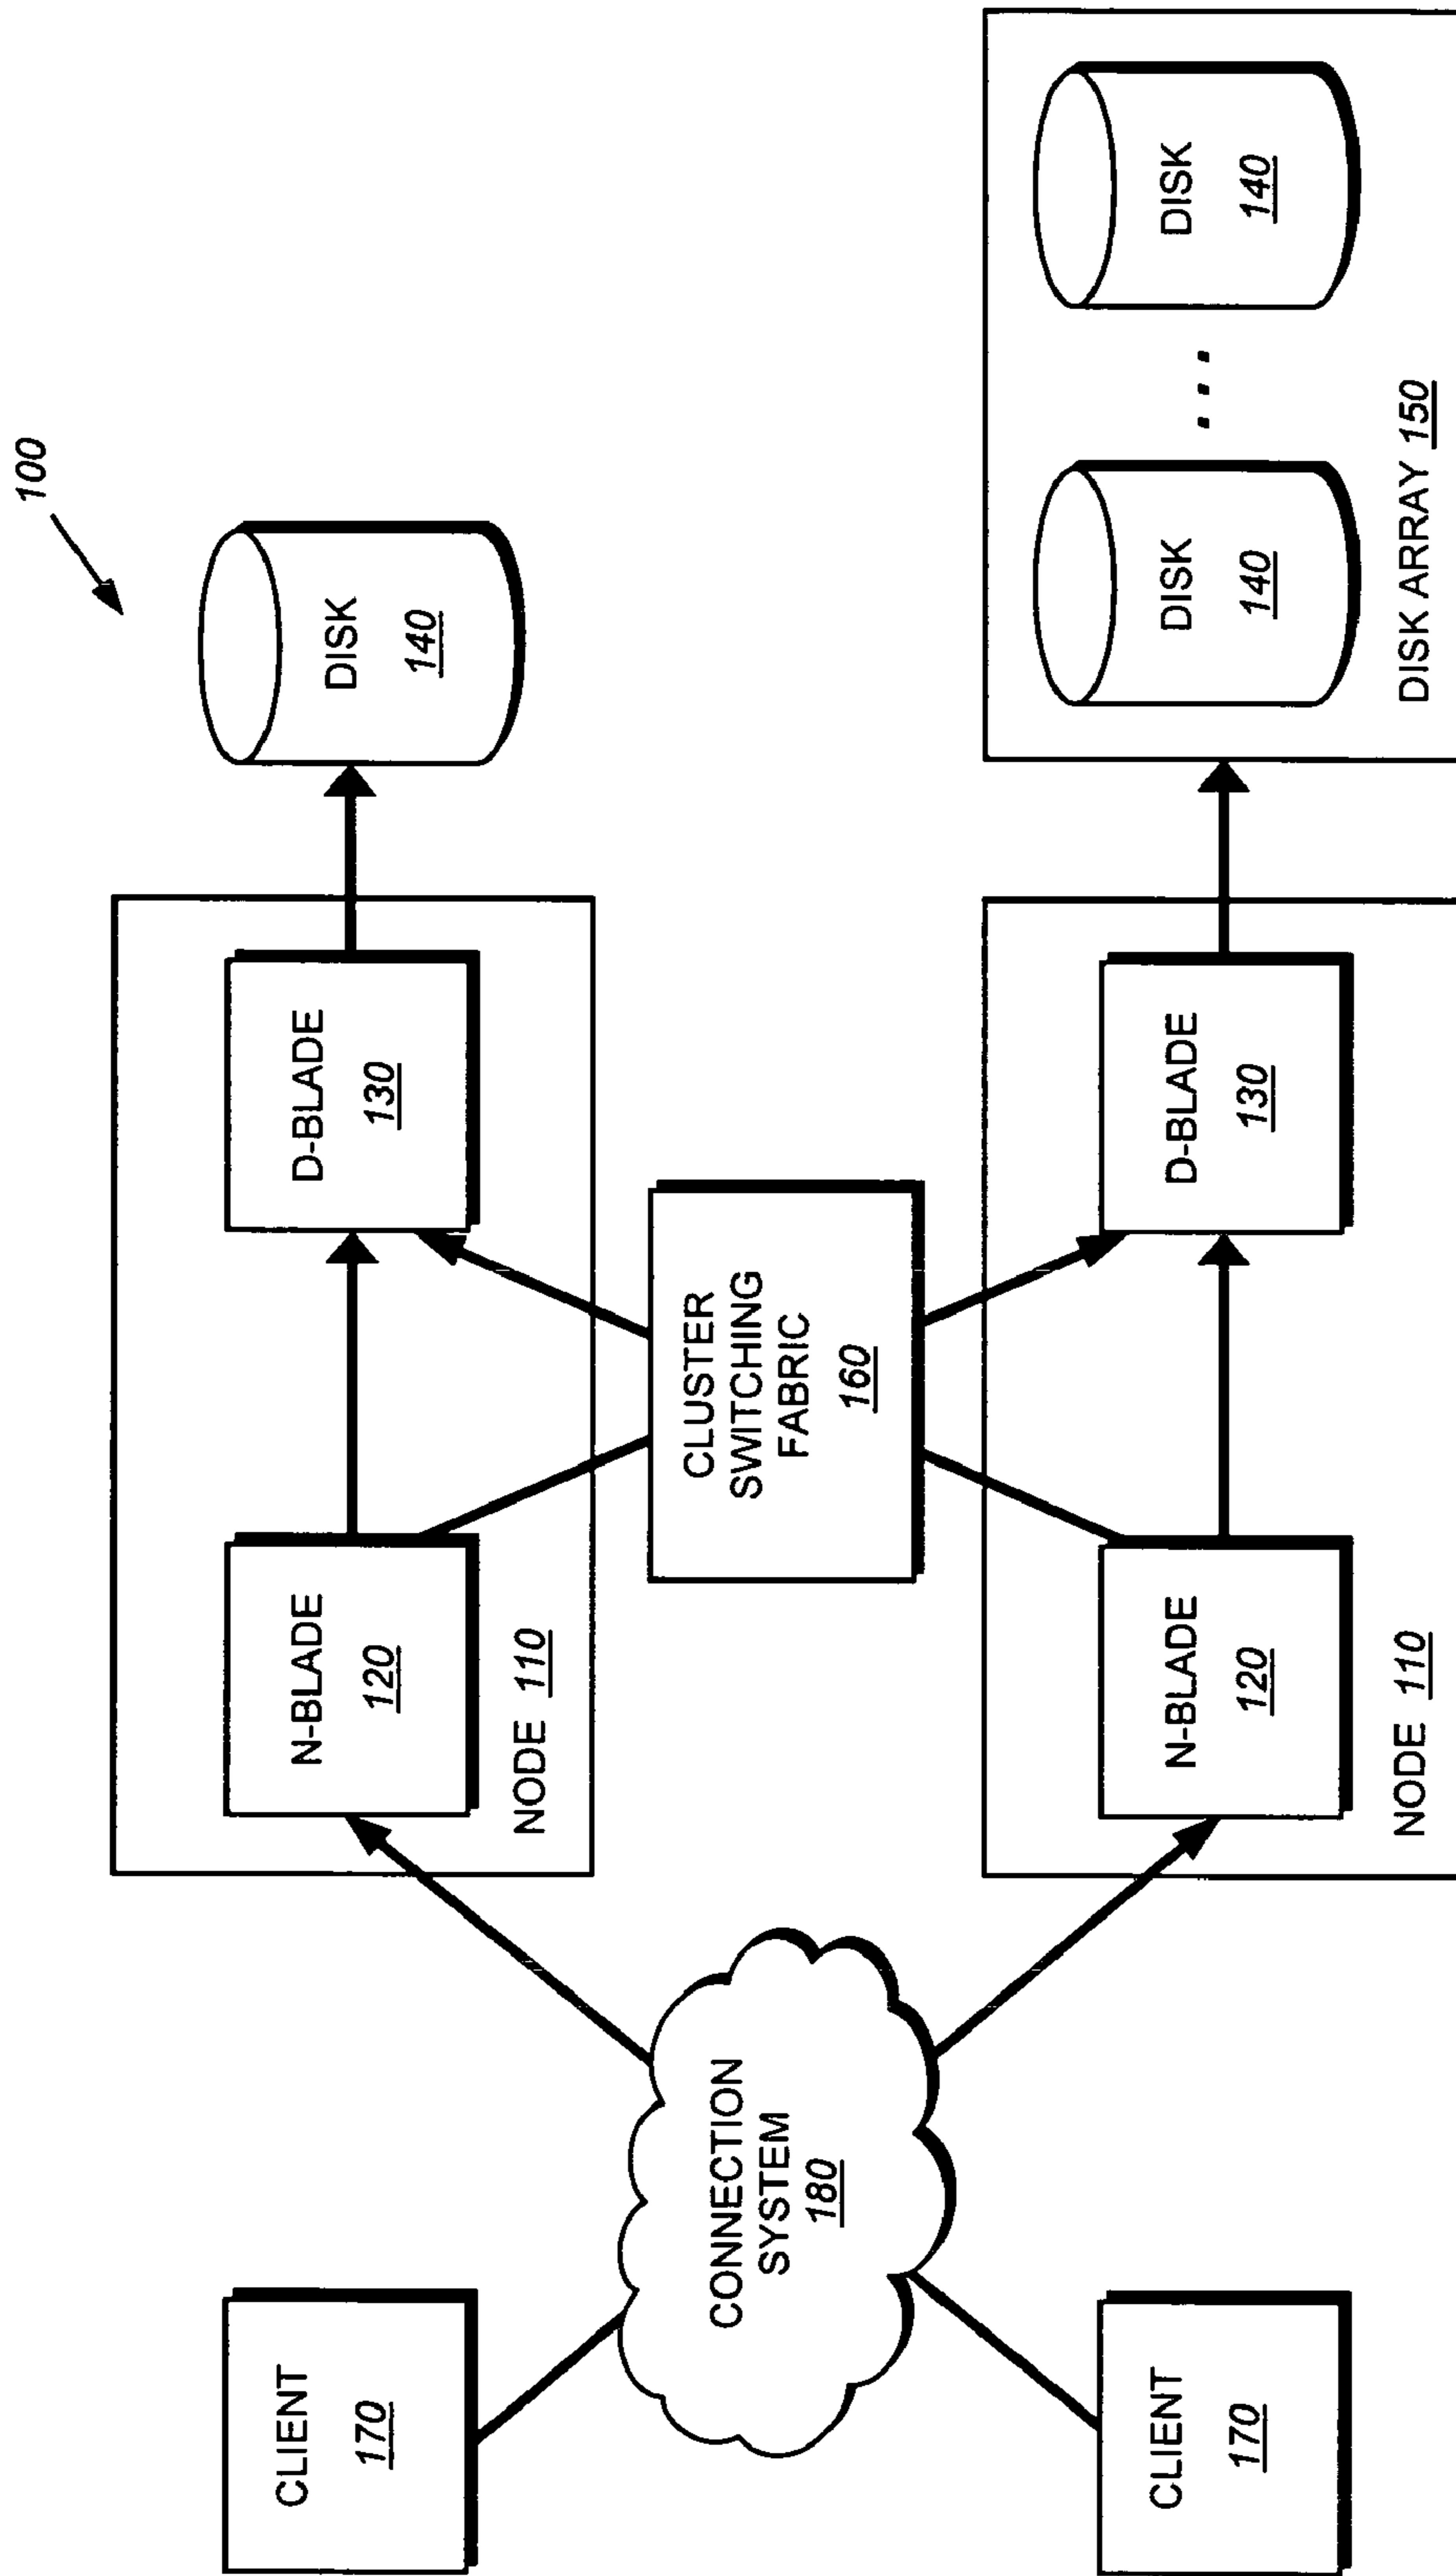 100
CLIENT
170
CONNECTION
SYSTEM
180
N-BLADE
120
NODE 110
D-BLADE
130
DISK
140
CLUSTER
SWITCHING
FABRIC
160
CLIENT
170
N-BLADE
120
NODE 110
D-BLADE
130
DISK
140
. . .
DISK
140
DISK ARRAY 150